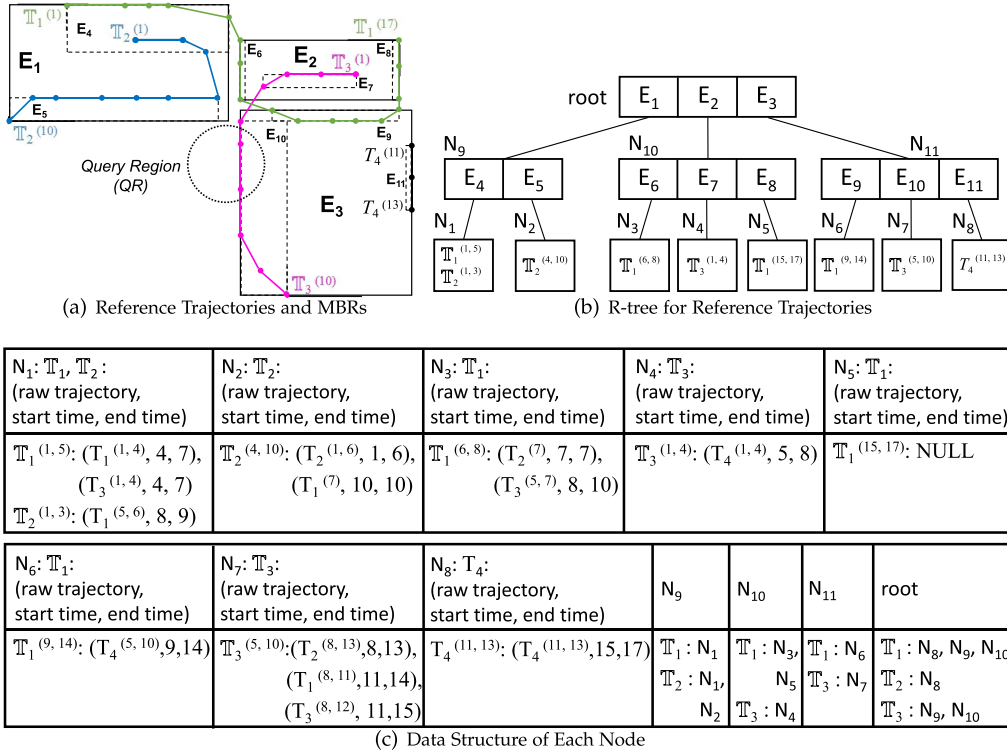 𝕋₁⁽¹⁾
E₄
𝕋₂⁽¹⁾
E₁
E₅
𝕋₂⁽¹⁰⁾
𝕋₁⁽¹⁷⁾
E₆
E₂
E₈
𝕋₃⁽¹⁾
E₇
E₁₀
E₉
Query Region
(QR)
T₄⁽¹¹⁾
E₁₁
E₃
T₄⁽¹³⁾
𝕋₃⁽¹⁰⁾
(a) Reference Trajectories and MBRs
root E₁ E₂ E₃
N₉ N₁₀ N₁₁
E₄ E₅ E₆ E₇ E₈ E₉ E₁₀ E₁₁
N₁ N₂ N₃ N₄ N₅ N₆ N₇ N₈
𝕋₁⁽¹,⁵⁾
𝕋₂⁽¹,³⁾
𝕋₂⁽⁴,¹⁰⁾ 𝕋₁⁽⁶,⁸⁾ 𝕋₃⁽¹,⁴⁾ 𝕋₁⁽¹⁵,¹⁷⁾ 𝕋₁⁽⁹,¹⁴⁾ 𝕋₃⁽⁵,¹⁰⁾ T₄⁽¹¹,¹³⁾
(b) R-tree for Reference Trajectories
N₁: 𝕋₁, 𝕋₂:
(raw trajectory,
start time, end time)
N₂: 𝕋₂:
(raw trajectory,
start time, end time)
N₃: 𝕋₁:
(raw trajectory,
start time, end time)
N₄: 𝕋₃:
(raw trajectory,
start time, end time)
N₅: 𝕋₁:
(raw trajectory,
start time, end time)
𝕋₁⁽¹,⁵⁾: (T₁⁽¹,⁴⁾, 4, 7),
(T₃⁽¹,⁴⁾, 4, 7)
𝕋₂⁽¹,³⁾: (T₁⁽⁵,⁶⁾, 8, 9)
𝕋₂⁽⁴,¹⁰⁾: (T₂⁽¹,⁶⁾, 1, 6),
(T₁⁽⁷⁾, 10, 10)
𝕋₁⁽⁶,⁸⁾: (T₂⁽⁷⁾, 7, 7),
(T₃⁽⁵,⁷⁾, 8, 10)
𝕋₃⁽¹,⁴⁾: (T₄⁽¹,⁴⁾, 5, 8)
𝕋₁⁽¹⁵,¹⁷⁾: NULL
N₆: 𝕋₁:
(raw trajectory,
start time, end time)
N₇: 𝕋₃:
(raw trajectory,
start time, end time)
N₈: T₄:
(raw trajectory,
start time, end time)
N₉
N₁₀
N₁₁
root
𝕋₁⁽⁹,¹⁴⁾: (T₄⁽⁵,¹⁰⁾,9,14)
𝕋₃⁽⁵,¹⁰⁾:(T₂⁽⁸,¹³⁾,8,13),
(T₁⁽⁸,¹¹⁾,11,14),
(T₃⁽⁸,¹²⁾, 11,15)
T₄⁽¹¹,¹³⁾: (T₄⁽¹¹,¹³⁾,15,17)
𝕋₁ : N₁
𝕋₂ : N₁,
N₂
𝕋₁ : N₃,
N₅
𝕋₃ : N₄
𝕋₁ : N₆
𝕋₃ : N₇
𝕋₁ : N₈, N₉, N₁₀
𝕋₂ : N₈
𝕋₃ : N₉, N₁₀
(c) Data Structure of Each Node